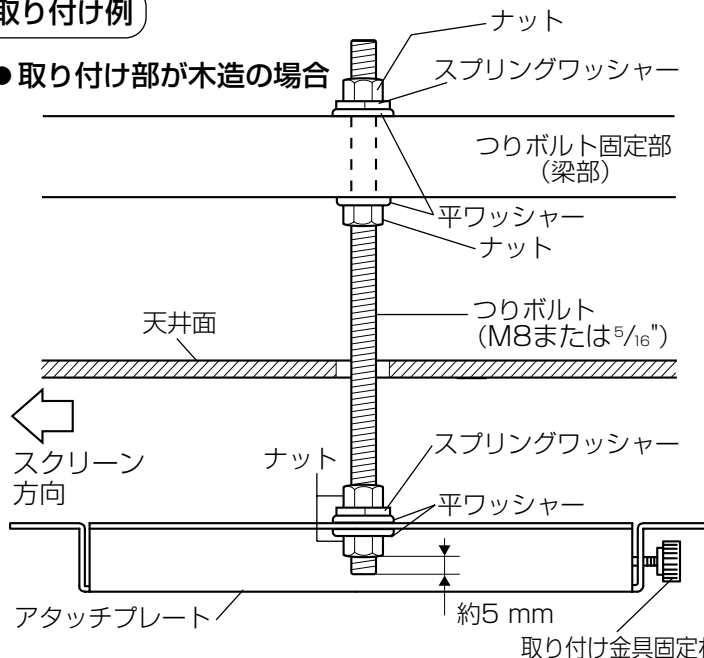 取り付け例
● 取り付け部が木造の場合
ナット
スプリングワッシャー
つりボルト固定部
（梁部）
平ワッシャー
ナット
つりボルト
（M8または5/16"）
天井面
スクリーン
方向
ナット
スプリングワッシャー
平ワッシャー
アタッチプレート
約5 mm
取り付け金具固定ね